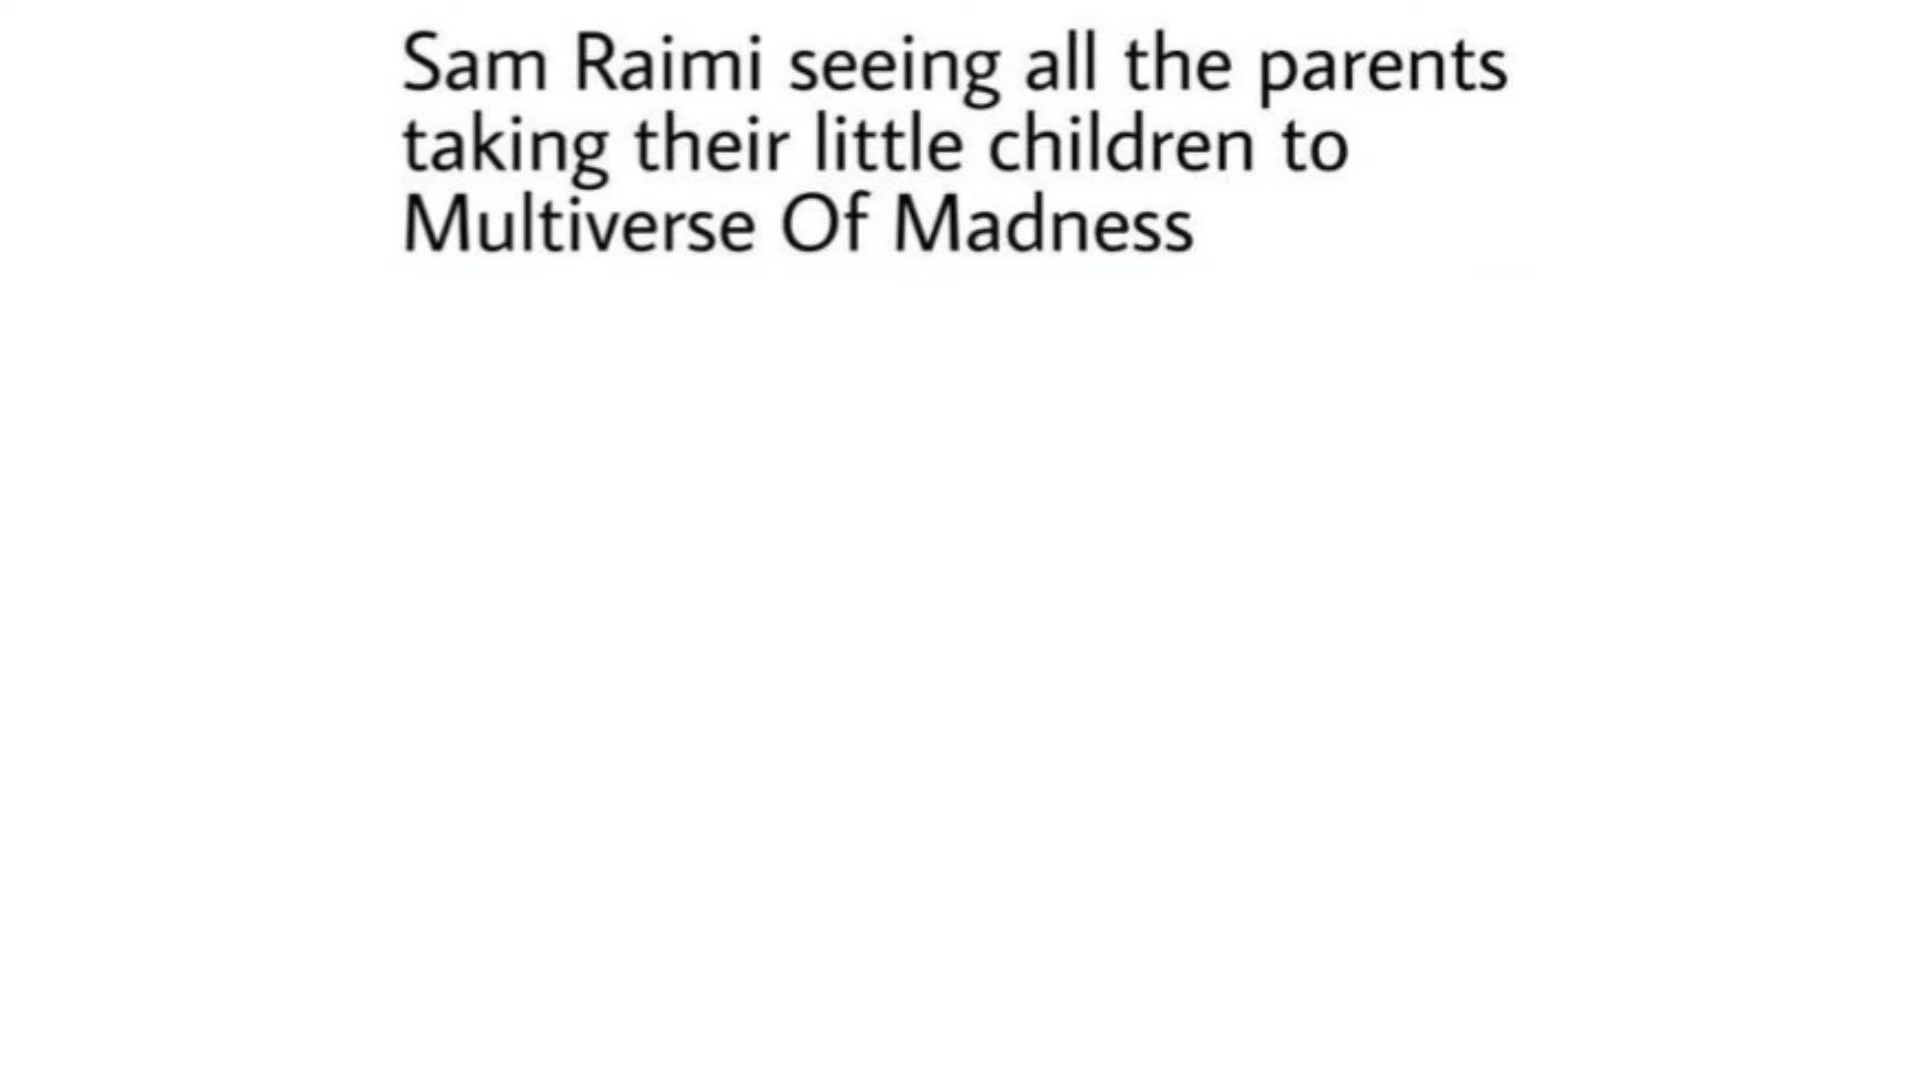 Sam Raimi seeing all the parents
taking their little children to
Multiverse Of Madness